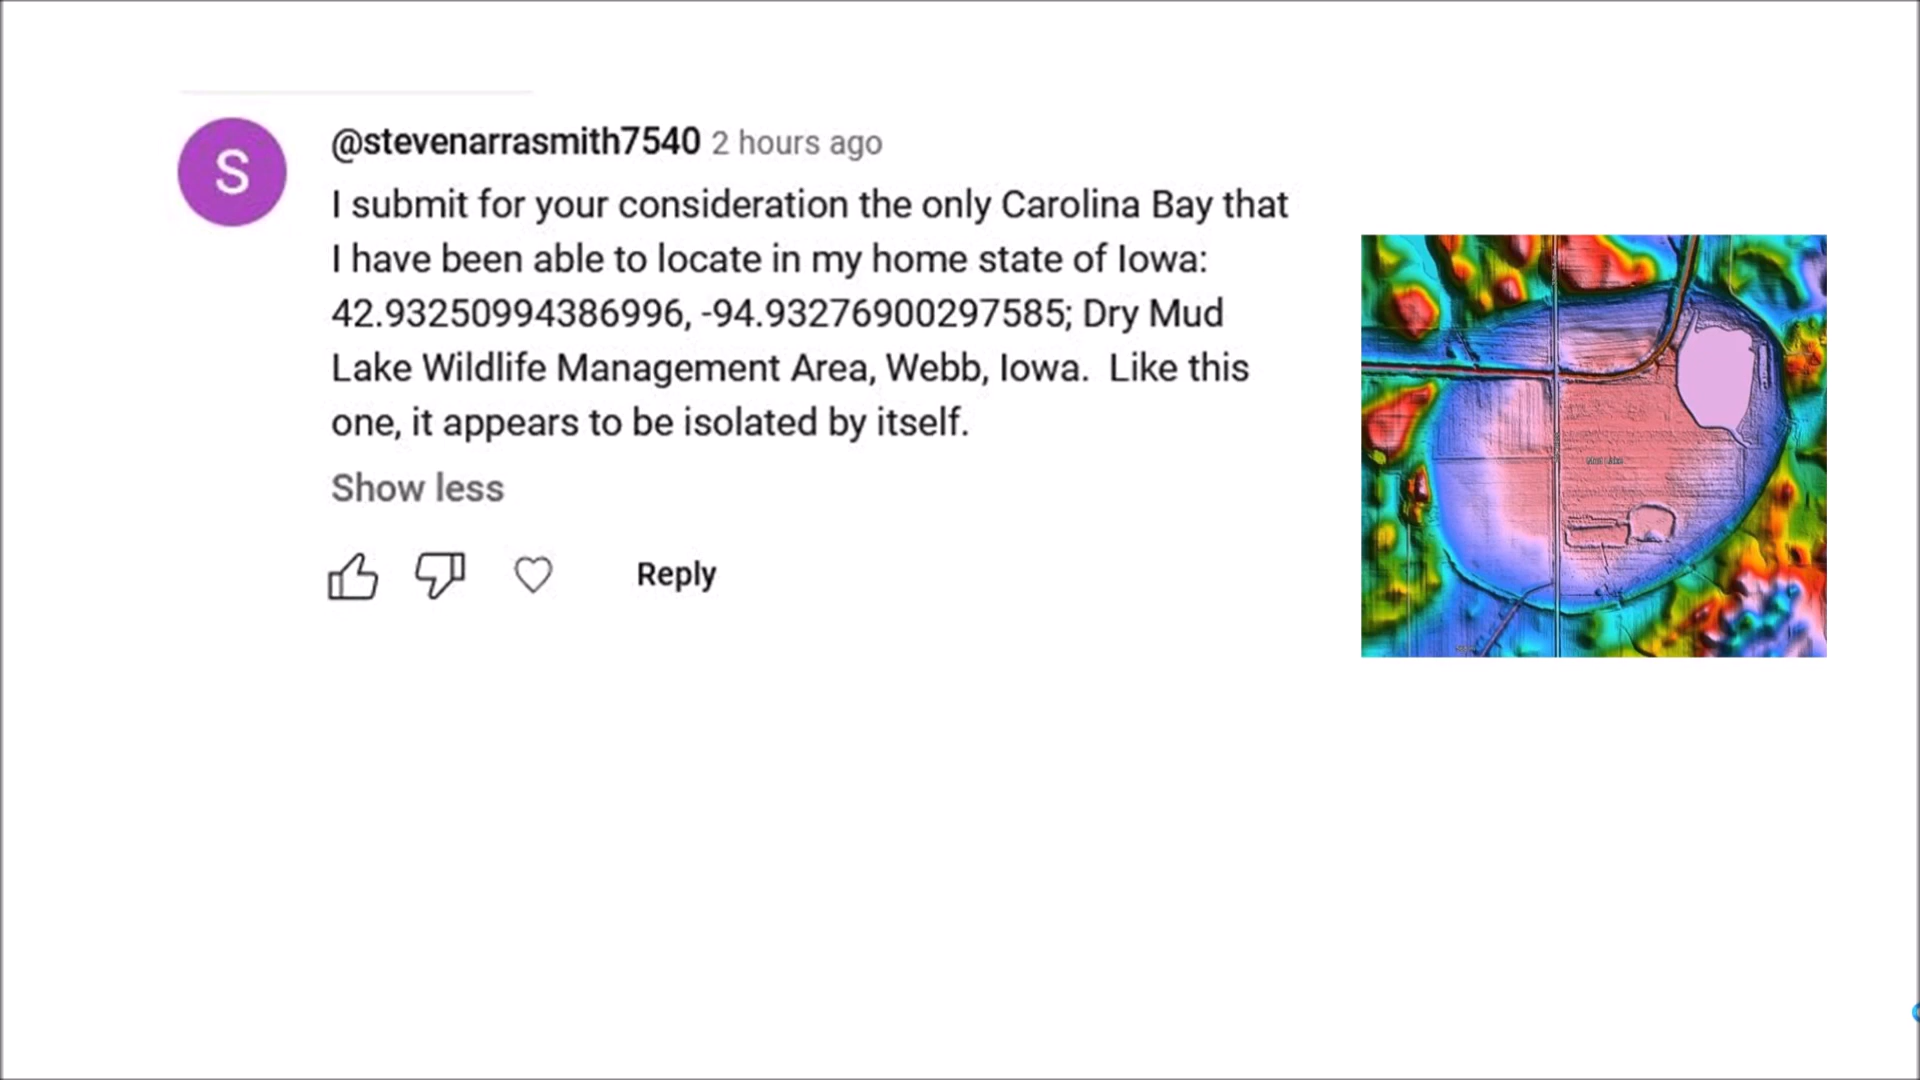 S
@stevenarrasmith7540 2 hours ago
I submit for your consideration the only Carolina Bay that
I have been able to locate in my home state of Iowa:
42.93250994386996, -94.93276900297585; Dry Mud
Lake Wildlife Management Area, Webb, Iowa.  Like this
one, it appears to be isolated by itself.
Show less
Reply